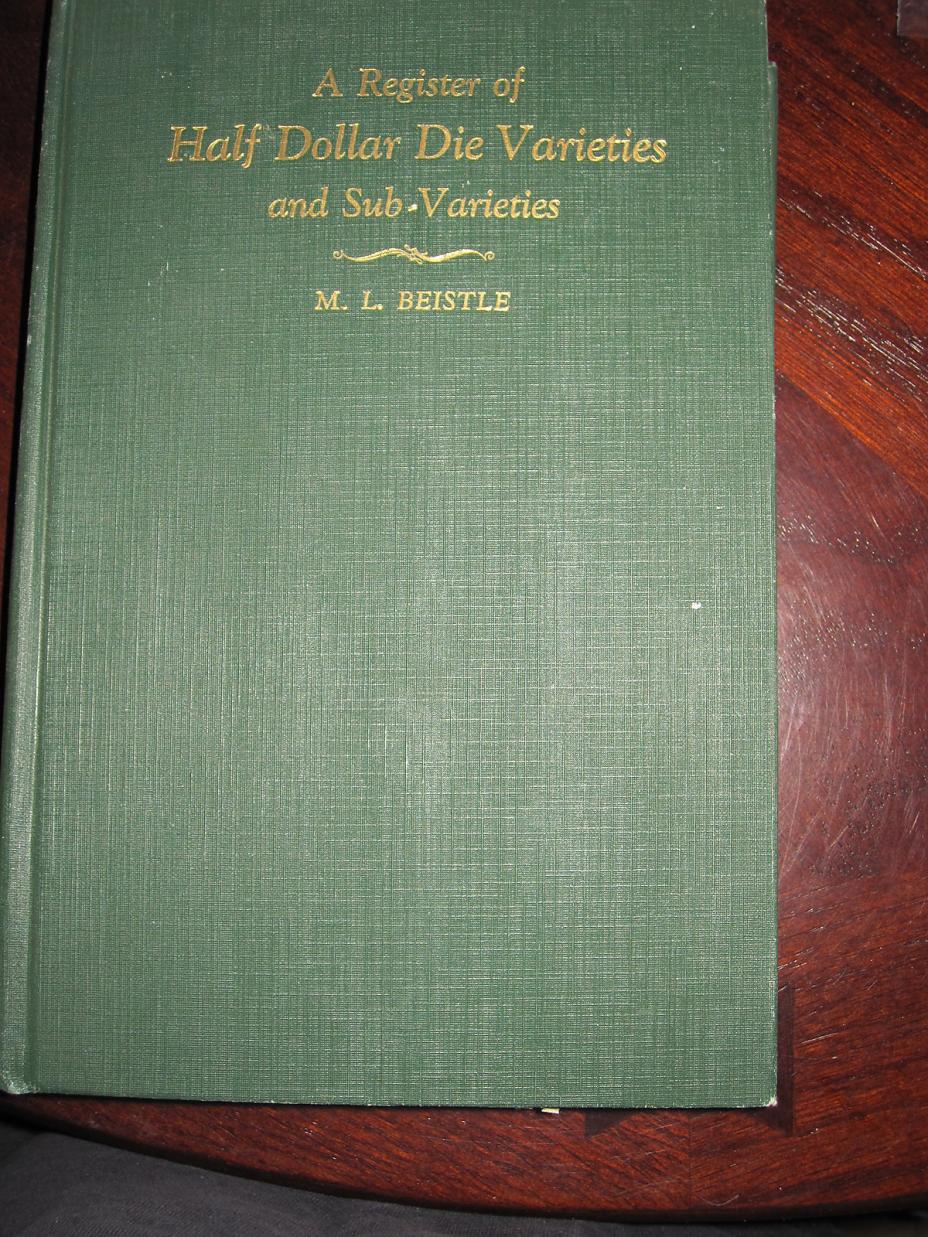 A Register of
Half Dollar Die Varieties
and Sub-Varieties
M. L. BEISTLE